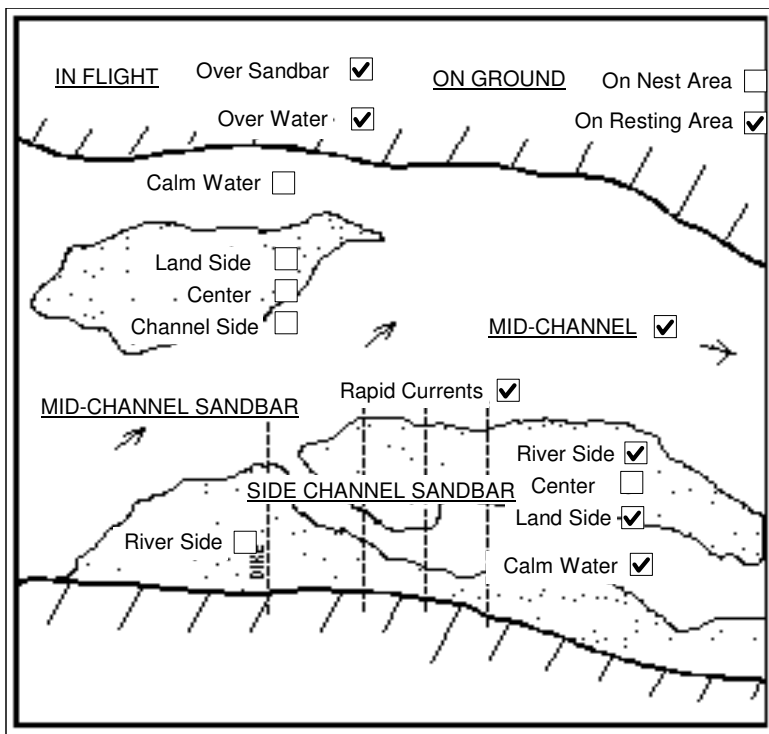 IN FLIGHT
Over Sandbar
ON GROUND
On Nest Area
Over Water
On Resting Area
Calm Water
Land Side
Center
Channel Side
MID-CHANNEL
Rapid Currents
MID-CHANNEL SANDBAR
River Side
SIDE CHANNEL SANDBAR
Center
Land Side
River Side
DIKE
Calm Water